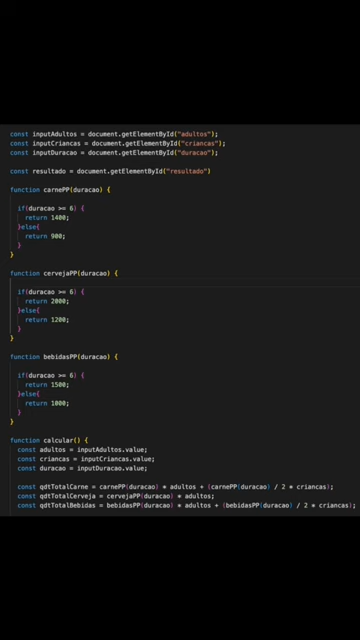 const inputAdultos = document.getElementById("adultos");
const inputCriancas = document.getElementById("criancas");
const inputDuracao = document.getElementById("duracao");
const resultado = document.getElementById("resultado")
function carnePP(duracao) {
if(duracao >= 6) {
return 1400;
}else{
return 900;
}
}
function cervejaPP(duracao) {
if(duracao >= 6) {
return 2000;
}else{
return 1200;
}
}
function bebidasPP(duracao) {
if(duracao >= 6) {
return 1500;
}else{
return 1000;
}
}
function calcular() {
const adultos = inputAdultos.value;
const criancas = inputCriancas.value;
const duracao = inputDuracao.value;
const qdtTotalCarne = carnePP(duracao) * adultos + (carnePP(duracao) / 2 * criancas);
const qdtTotalCerveja = cervejaPP(duracao) * adultos;
const qdtTotalBebidas = bebidasPP(duracao) * adultos + (bebidasPP(duracao) / 2 * criancas);